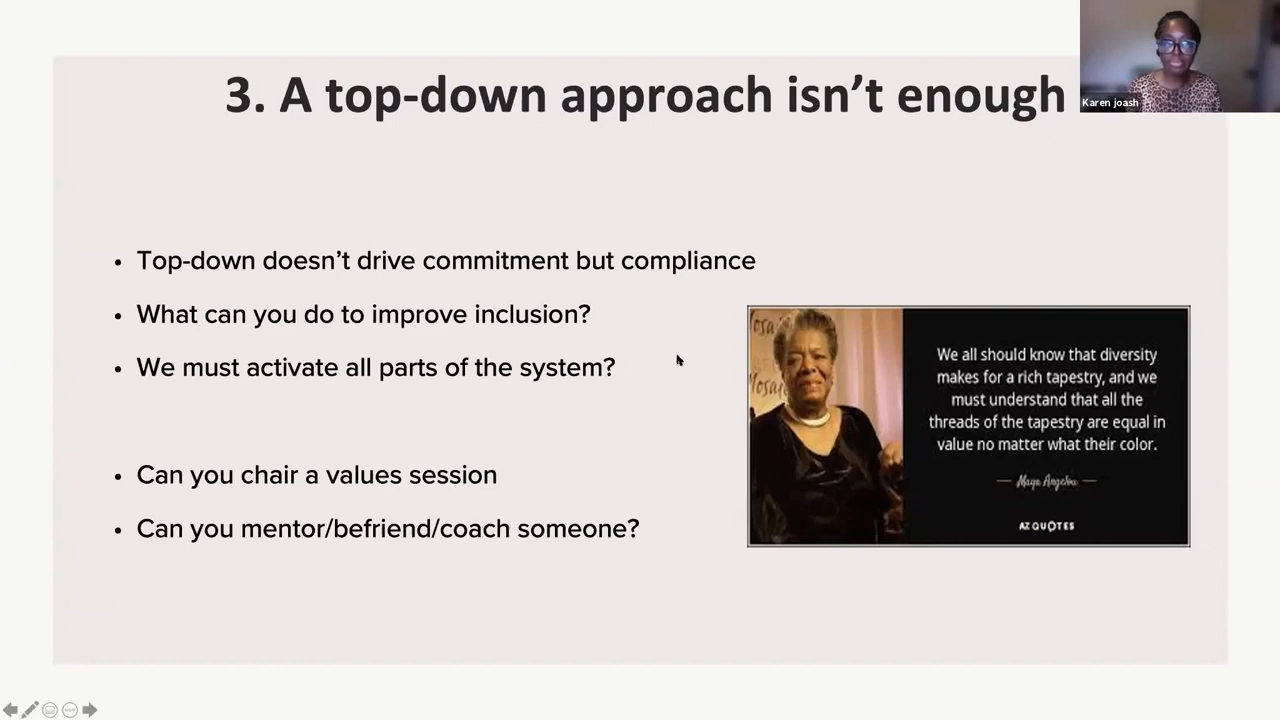 3. A top-down approach isn’t enough
Karen joash
• Top-down doesn’t drive commitment but compliance
• What can you do to improve inclusion?
• We must activate all parts of the system?
• Can you chair a values session
• Can you mentor/befriend/coach someone?
We all should know that diversity
makes for a rich tapestry, and we
must understand that all the
threads of the tapestry are equal in
value no matter what their color.
— Maya Angelou —
AZ QUOTES